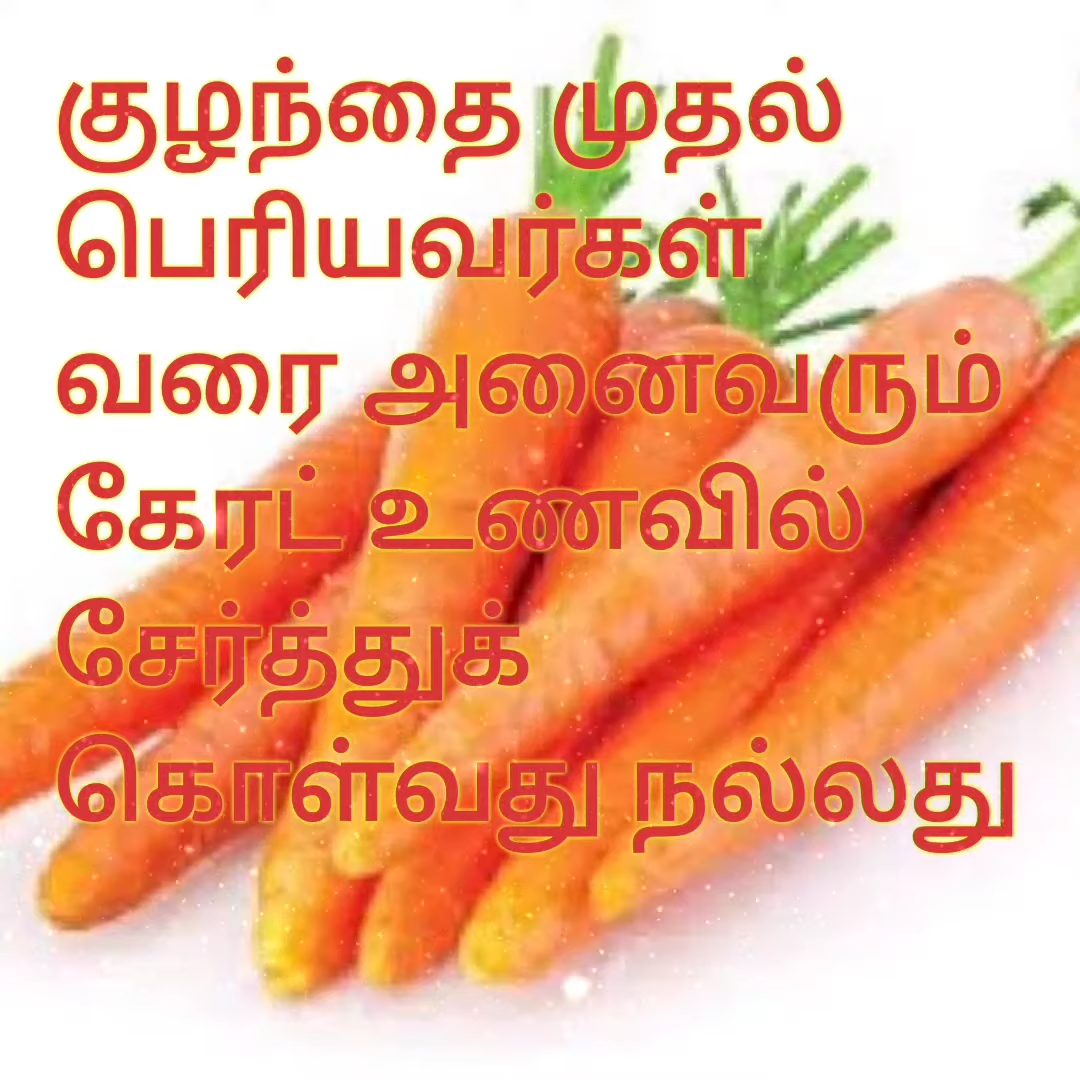 குழந்தை முதல்
பெரியவர்கள்
வரை அனைவரும்
கேரட் உணவில்
சேர்த்துக்
கொள்வது நல்லது